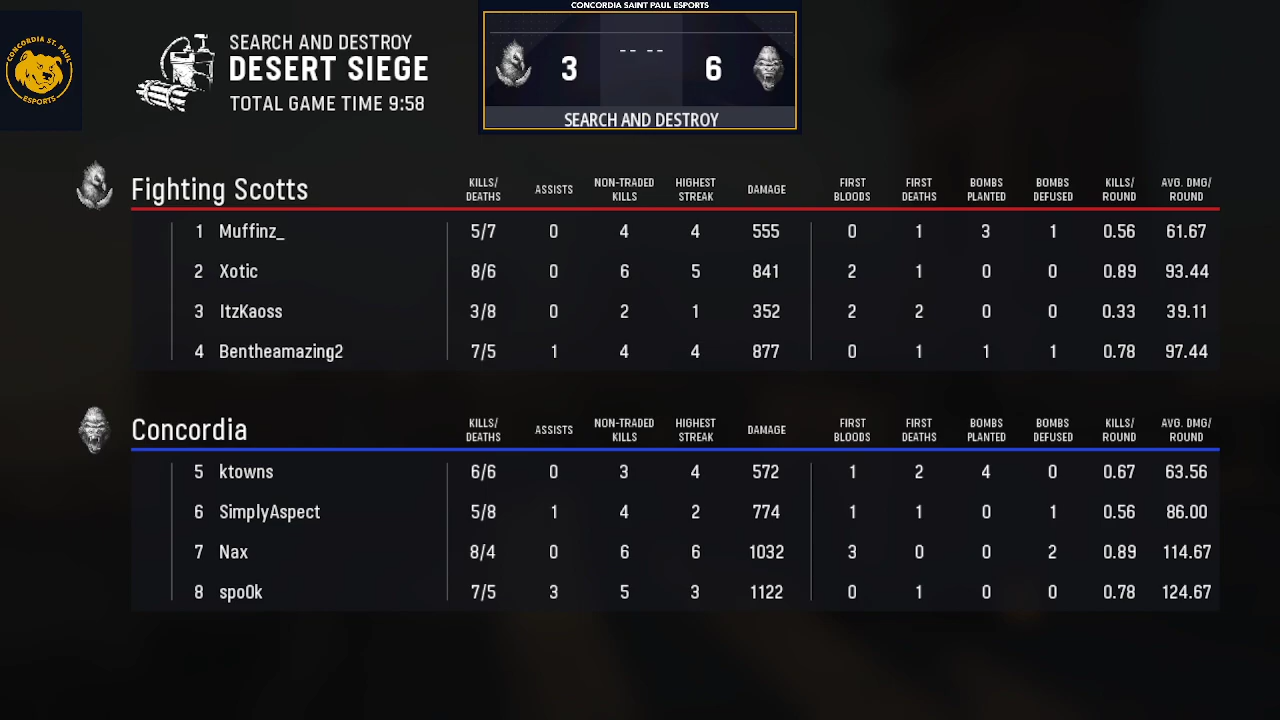 CONCORDIA SAINT PAUL ESPORTS
CONCORDIA ST. PAUL
ESPORTS
SEARCH AND DESTROY
DESERT SIEGE
TOTAL GAME TIME 9:58
3 -- -- 6
SEARCH AND DESTROY
Fighting Scotts KILLS/DEATHS ASSISTS NON-TRADED KILLS HIGHEST STREAK DAMAGE FIRST BLOODS FIRST DEATHS BOMBS PLANTED BOMBS DEFUSED KILLS/ROUND AVG. DMG/ROUND
1 Muffinz_ 5/7 0 4 4 555 0 1 3 1 0.56 61.67
2 Xotic 8/6 0 6 5 841 2 1 0 0 0.89 93.44
3 ItzKaoss 3/8 0 2 1 352 2 2 0 0 0.33 39.11
4 Bentheamazing2 7/5 1 4 4 877 0 1 1 1 0.78 97.44
Concordia KILLS/DEATHS ASSISTS NON-TRADED KILLS HIGHEST STREAK DAMAGE FIRST BLOODS FIRST DEATHS BOMBS PLANTED BOMBS DEFUSED KILLS/ROUND AVG. DMG/ROUND
5 ktowns 6/6 0 3 4 572 1 2 4 0 0.67 63.56
6 SimplyAspect 5/8 1 4 2 774 1 1 0 1 0.56 86.00
7 Nax 8/4 0 6 6 1032 3 0 0 2 0.89 114.67
8 spo0k 7/5 3 5 3 1122 0 1 0 0 0.78 124.67